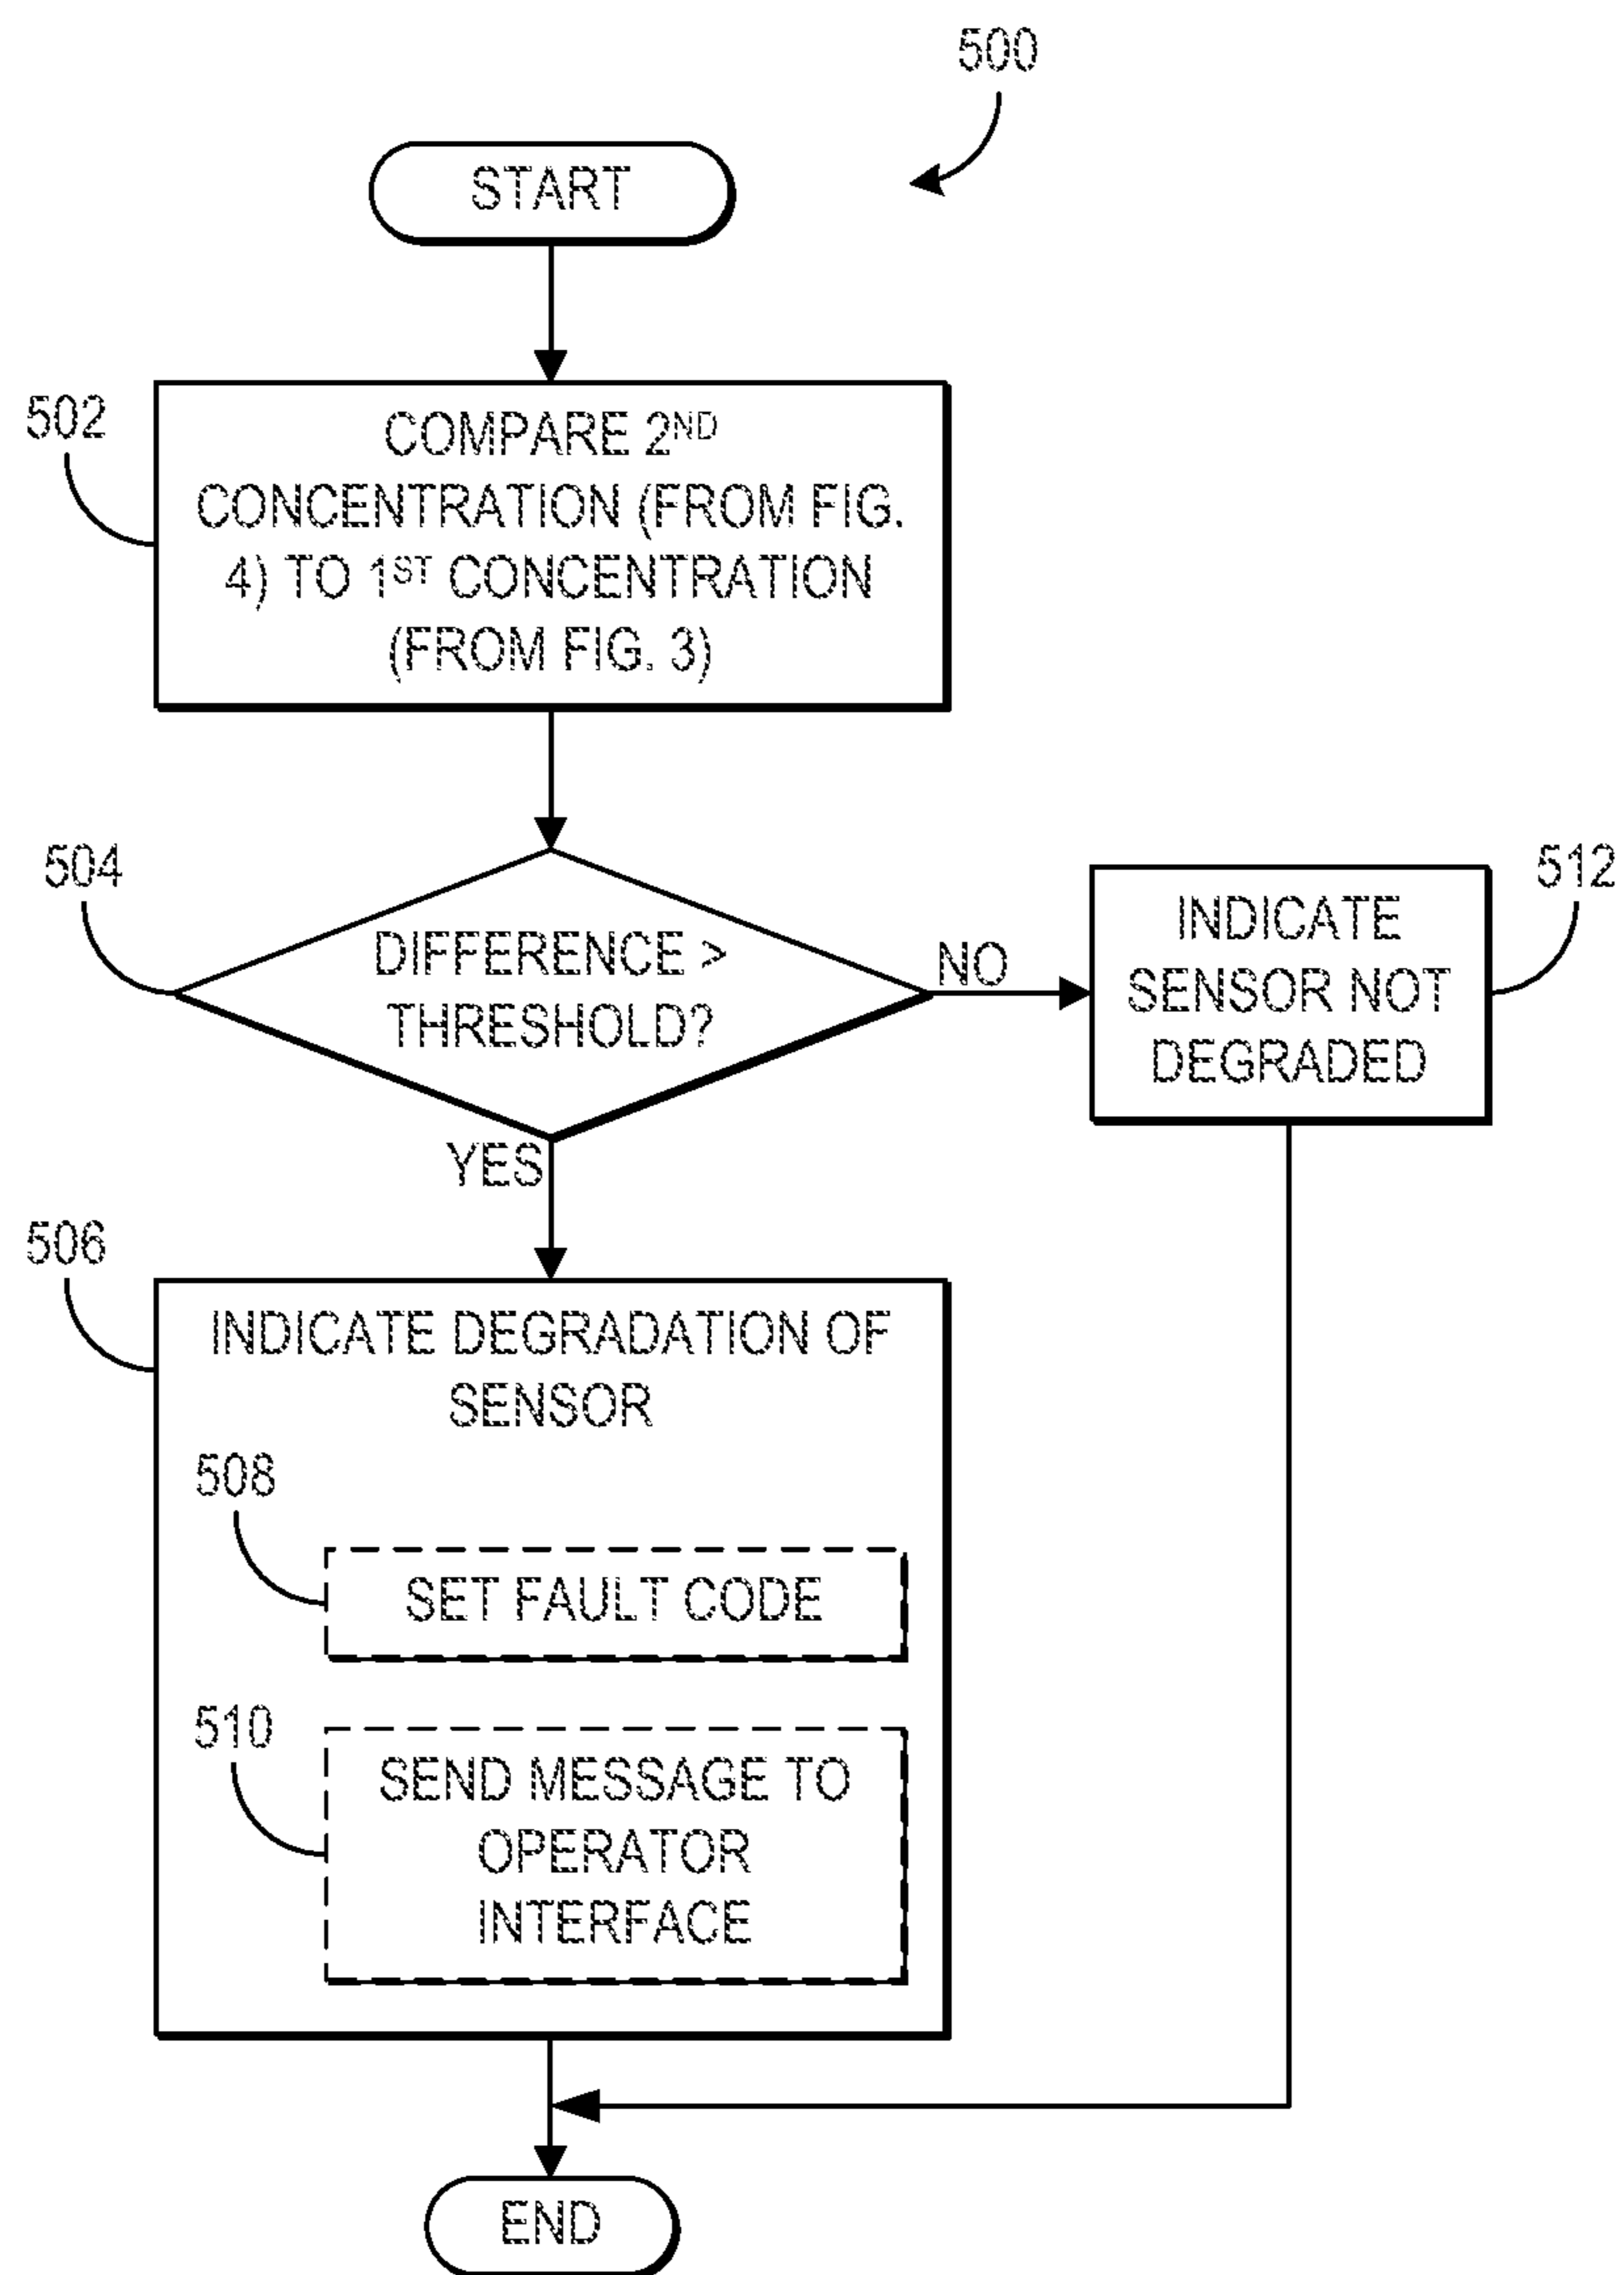 500
START
502
COMPARE 2ND
CONCENTRATION (FROM FIG.
4) TO 1ST CONCENTRATION
(FROM FIG. 3)
504
DIFFERENCE >
THRESHOLD?
NO
512
INDICATE
SENSOR NOT
DEGRADED
YES
506
INDICATE DEGRADATION OF
SENSOR
508
SET FAULT CODE
510
SEND MESSAGE TO
OPERATOR
INTERFACE
END